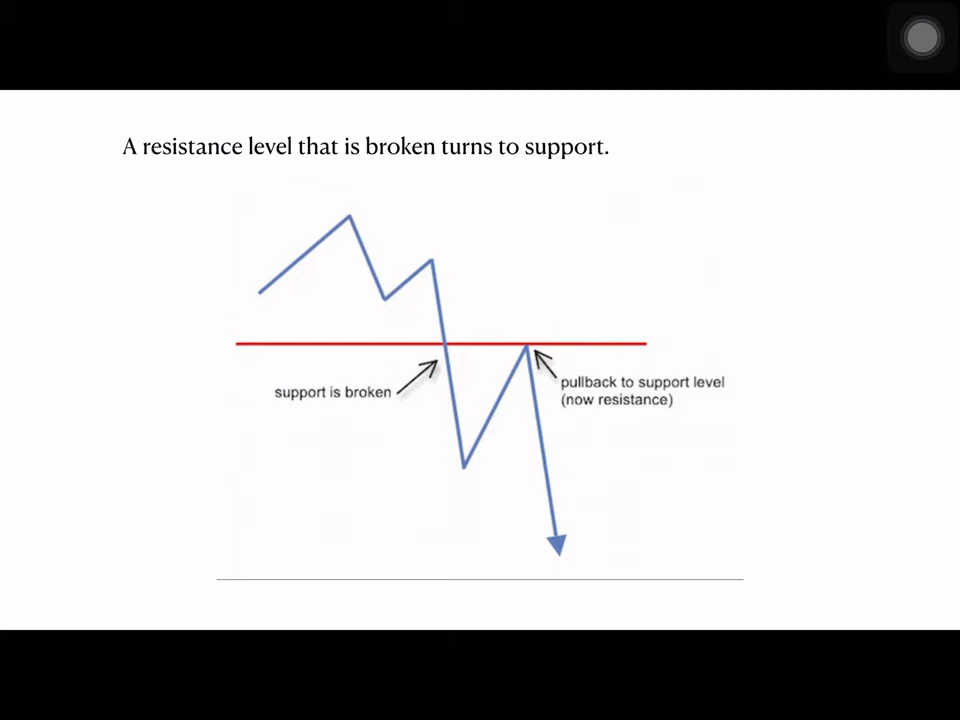 A resistance level that is broken turns to support.
support is broken
pullback to support level
(now resistance)